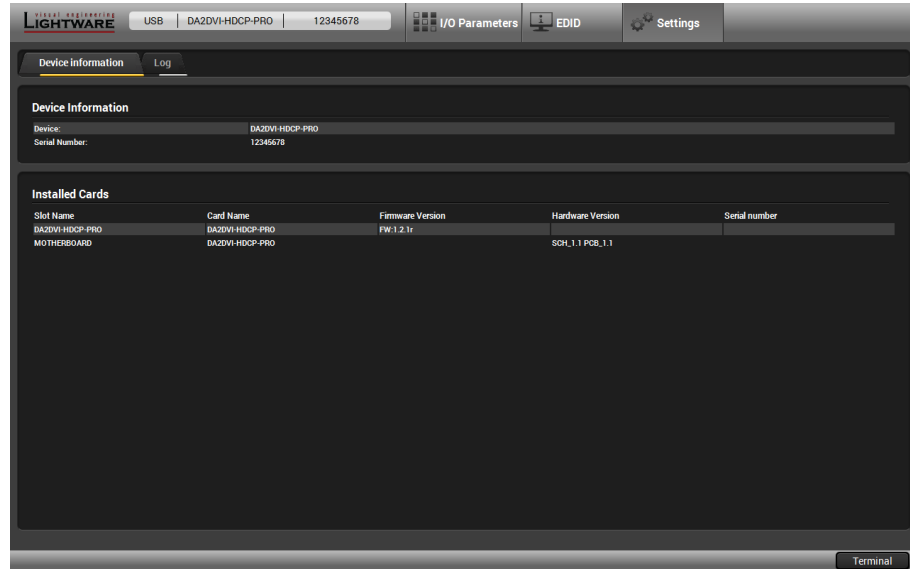 visual engineering
LIGHTWARE
USB | DA2DVI-HDCP-PRO | 12345678
I/O Parameters
EDID
Settings
Device information
Log
Device Information
Device: DA2DVI-HDCP-PRO
Serial Number: 12345678
Installed Cards
Slot Name Card Name Firmware Version Hardware Version Serial number
DA2DVI-HDCP-PRO DA2DVI-HDCP-PRO FW:1.2.1r
MOTHERBOARD DA2DVI-HDCP-PRO SCH_1.1 PCB_1.1
Terminal